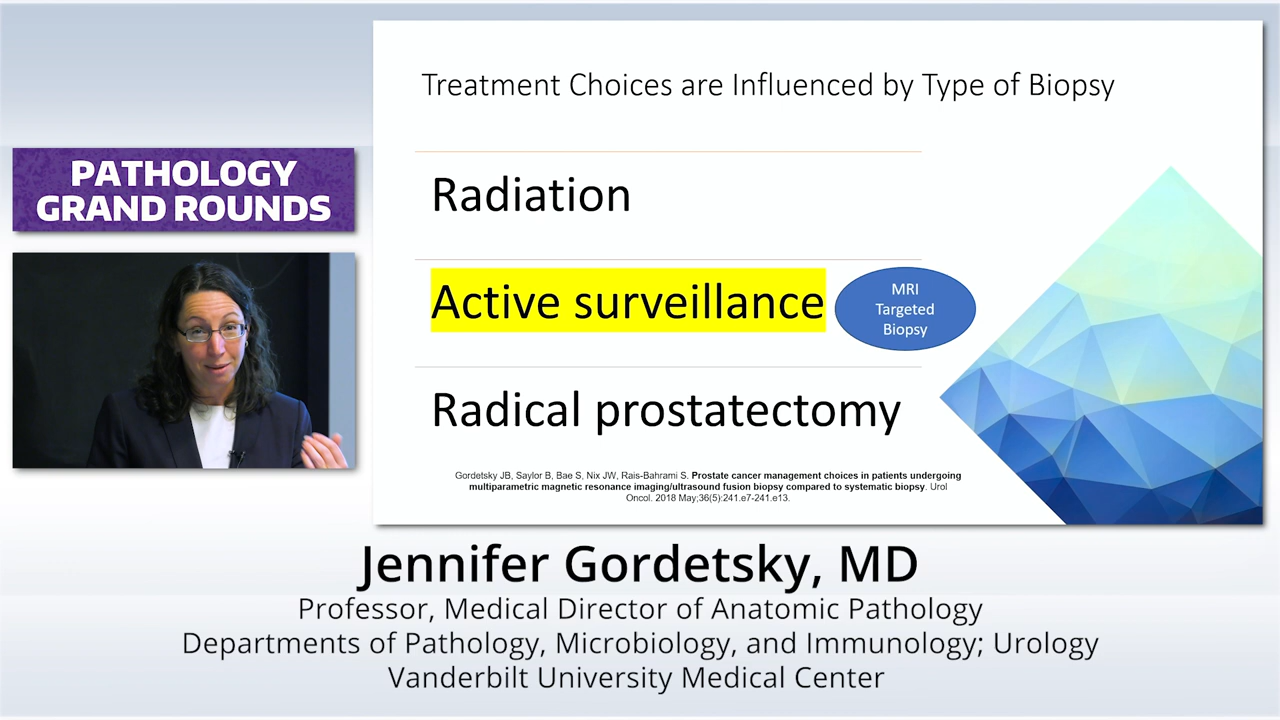 PATHOLOGY
GRAND ROUNDS
Treatment Choices are Influenced by Type of Biopsy
Radiation
Active surveillance
MRI
Targeted
Biopsy
Radical prostatectomy
Gordetsky JB, Saylor B, Bae S, Nix JW, Rais-Bahrami S. Prostate cancer management choices in patients undergoing
multiparametric magnetic resonance imaging/ultrasound fusion biopsy compared to systematic biopsy. Urol
Oncol. 2018 May;36(5):241.e7-241.e13.
Jennifer Gordetsky, MD
Professor, Medical Director of Anatomic Pathology
Departments of Pathology, Microbiology, and Immunology; Urology
Vanderbilt University Medical Center